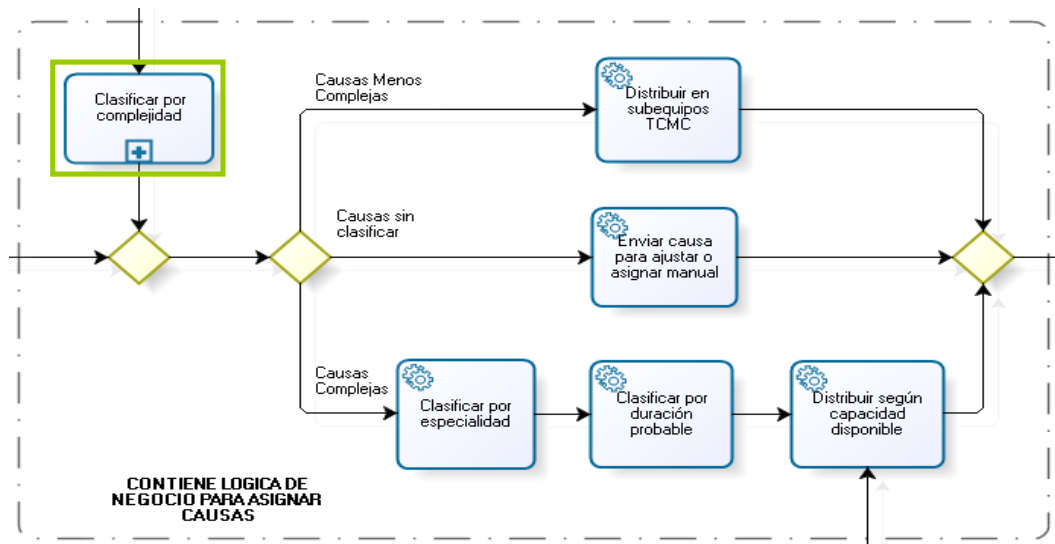 Clasificar por
complejidad
Causas Menos
Complejas
Distribuir en
subequipos
TCMC
Causas sin
clasificar
Enviar causa
para ajustar o
asignar manual
Causas
Complejas
Clasificar por
especialidad
Clasificar por
duración
probable
Distribuir según
capacidad
disponible
CONTIENE LOGICA DE
NEGOCIO PARA ASIGNAR
CAUSAS